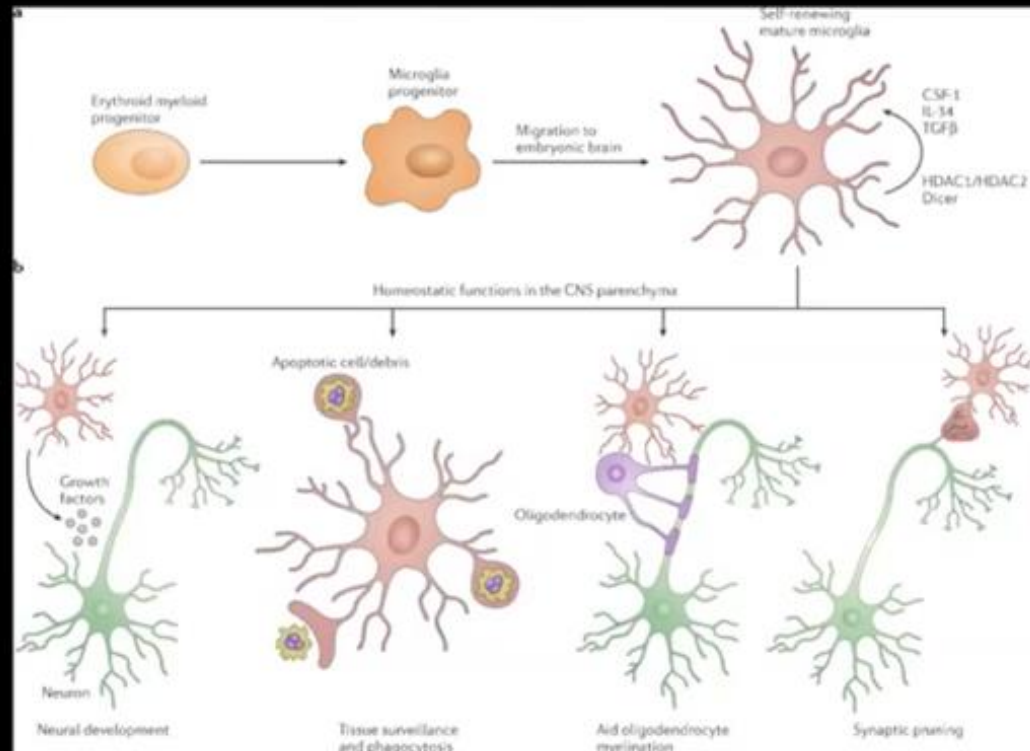 a
Self-renewing
mature microglia
Microglia
progenitor
Erythroid myeloid
progenitor
CSF-1
IL-34
TGFβ
Migration to
embryonic brain
HDAC1/HDAC2
Dicer
b
Homeostatic functions in the CNS parenchyma
Apoptotic cell/debris
Growth
factors
Oligodendrocyte
Neuron
Neural development
Tissue surveillance
and phagocytosis
Aid oligodendrocyte
myelination
Synaptic pruning